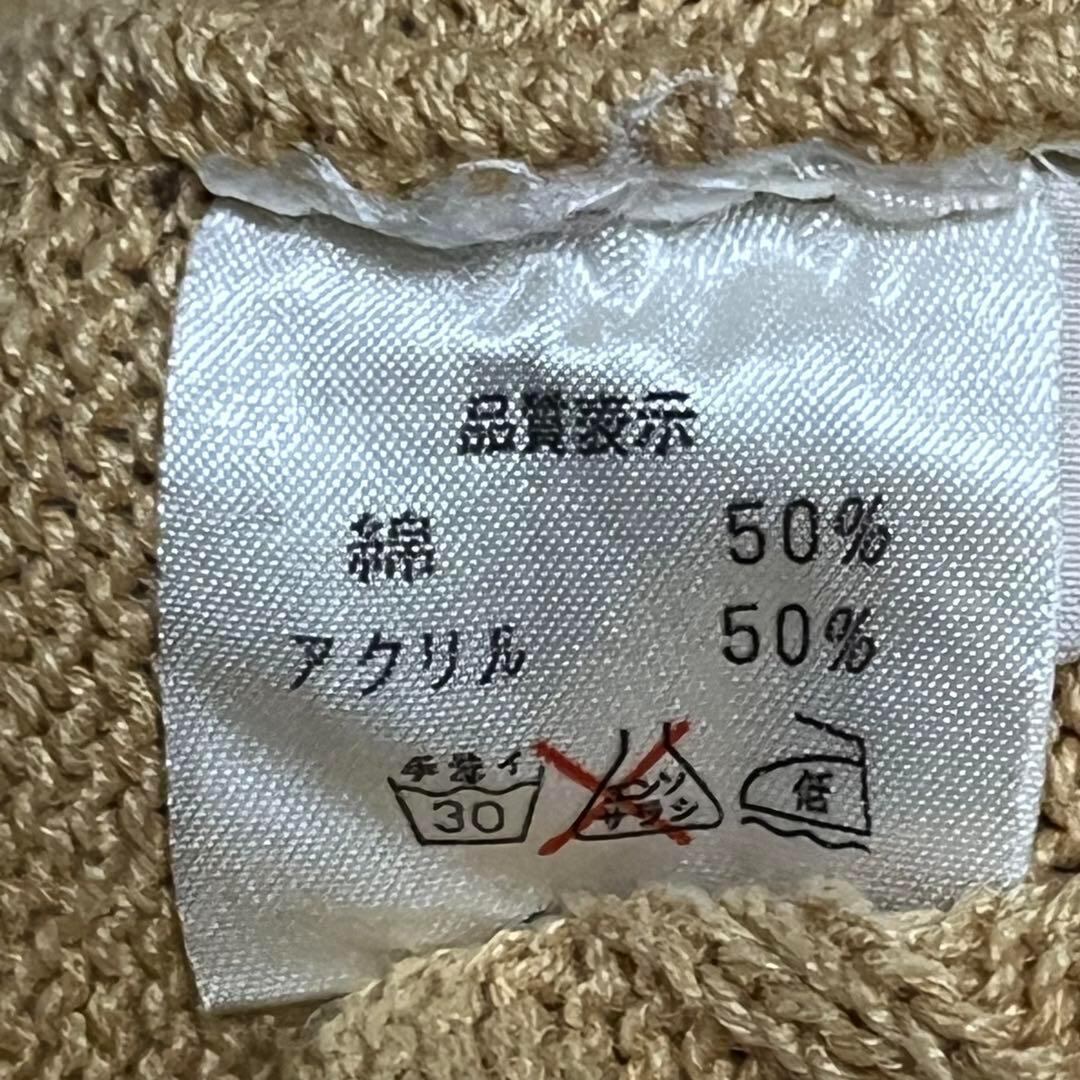 品質表示
綿 50%
アクリル 50%
手洗イ
30
エンソ
サラシ
低